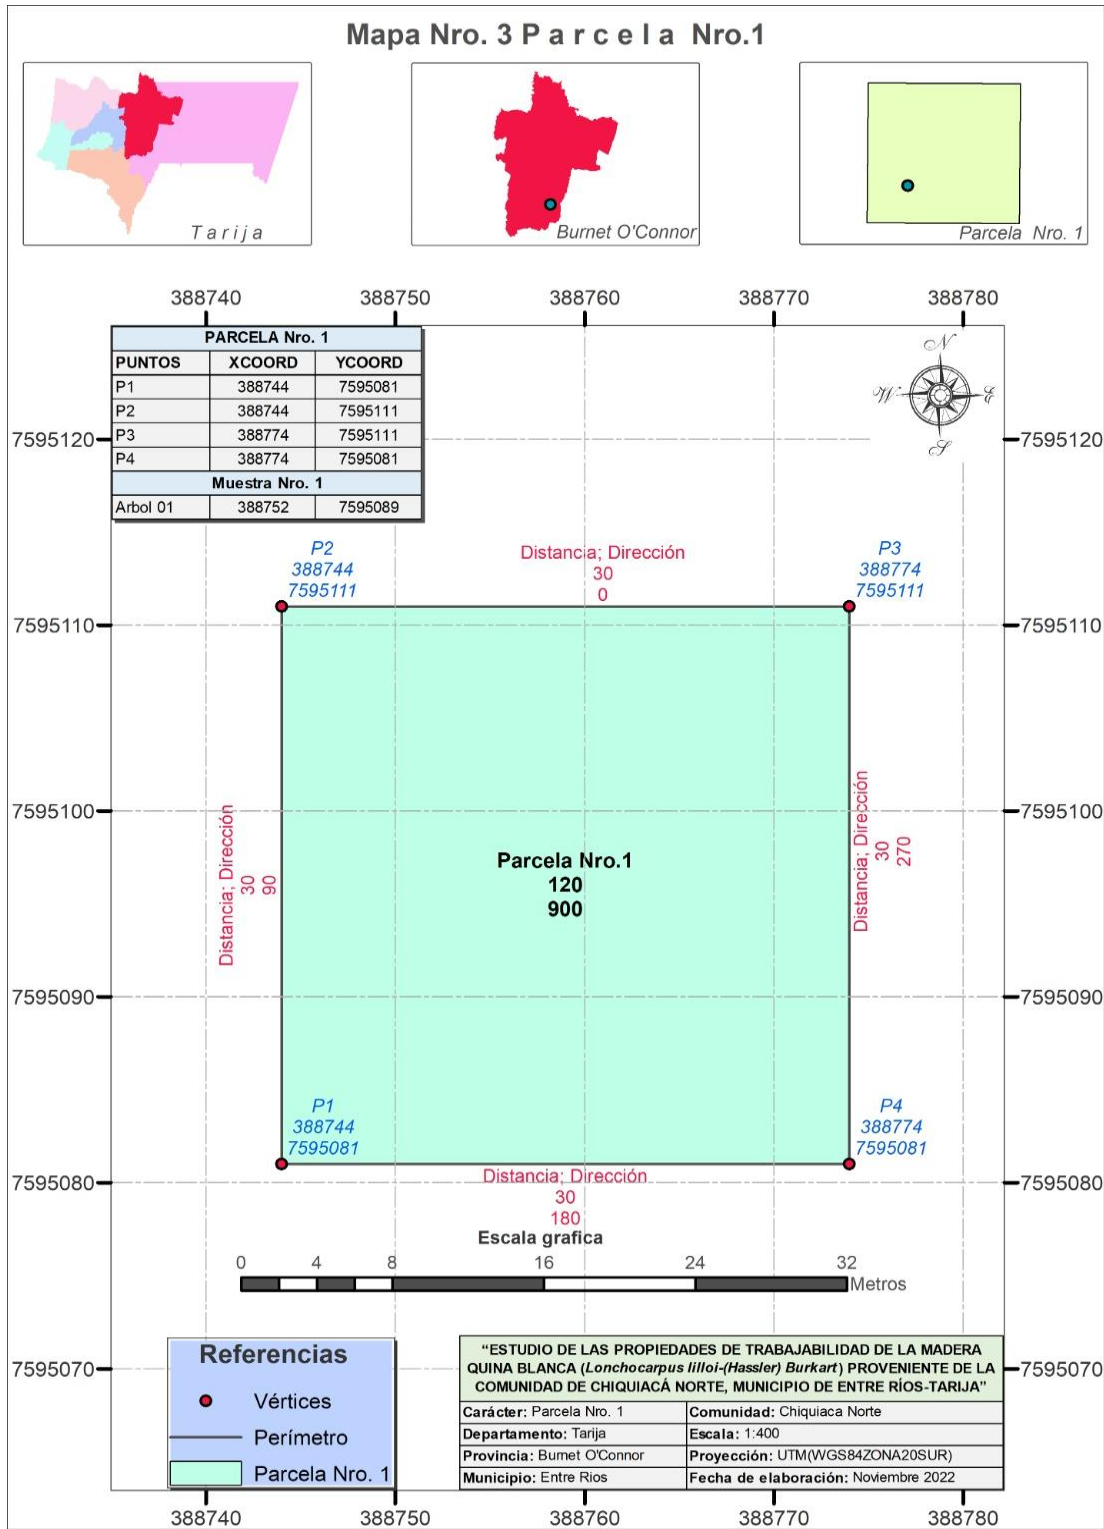 Mapa Nro. 3 P a r c e l a  Nro.1
T a r i j a
Burnet O'Connor
Parcela Nro. 1
388740 388750 388760 388770 388780
PARCELA Nro. 1
PUNTOS XCOORD YCOORD
P1 388744 7595081
P2 388744 7595111
P3 388774 7595111
P4 388774 7595081
Muestra Nro. 1
Arbol 01 388752 7595089
N
W E
S
7595120 7595120
P2
388744
7595111
Distancia; Dirección
30
0
P3
388774
7595111
7595110 7595110
7595100 7595100
Distancia; Dirección
30
90
Parcela Nro.1
120
900
Distancia; Dirección
30
270
7595090 7595090
P1
388744
7595081
P4
388774
7595081
7595080 7595080
Distancia; Dirección
30
180
Escala grafica
0 4 8 16 24 32
Metros
7595070 7595070
Referencias
Vértices
Perímetro
Parcela Nro. 1
“ESTUDIO DE LAS PROPIEDADES DE TRABAJABILIDAD DE LA MADERA
QUINA BLANCA (Lonchocarpus lilloi-(Hassler) Burkart) PROVENIENTE DE LA
COMUNIDAD DE CHIQUIACÁ NORTE, MUNICIPIO DE ENTRE RÍOS-TARIJA”
Carácter: Parcela Nro. 1 Comunidad: Chiquiaca Norte
Departamento: Tarija Escala: 1:400
Provincia: Burnet O'Connor Proyección: UTM(WGS84ZONA20SUR)
Municipio: Entre Rios Fecha de elaboración: Noviembre 2022
388740 388750 388760 388770 388780